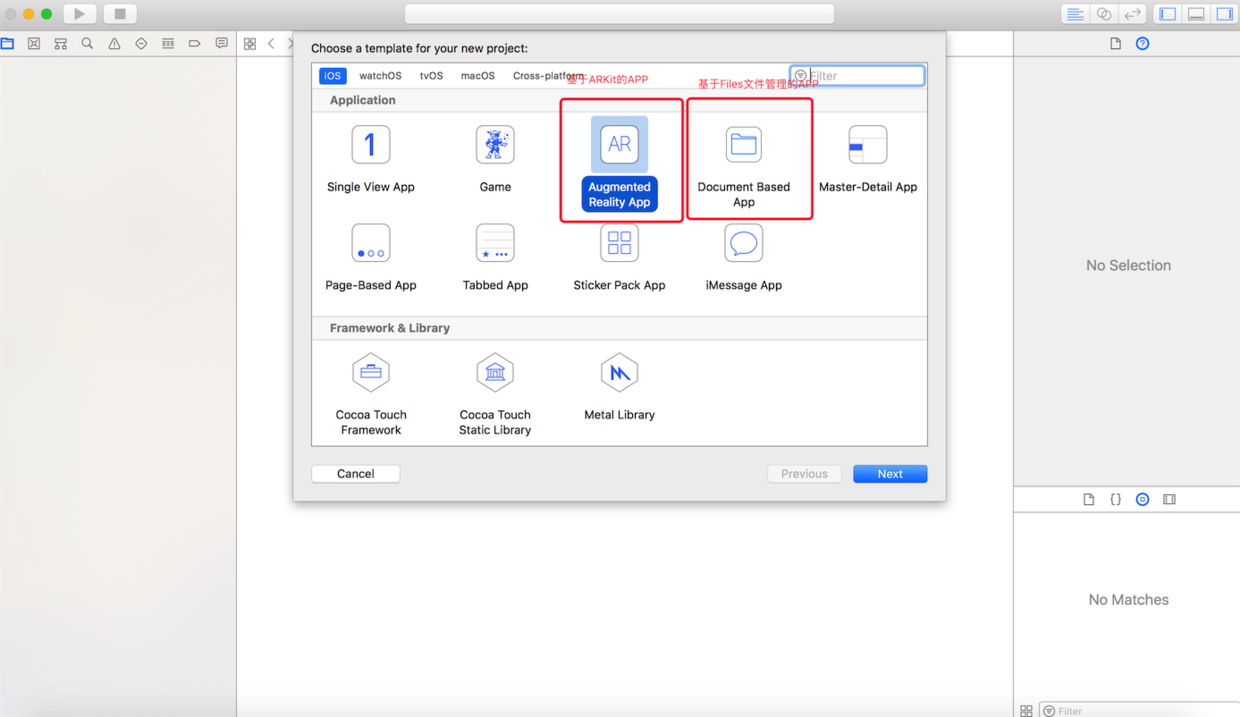 Choose a template for your new project:
iOS watchOS tvOS macOS Cross-platform Filter
基于ARKit的APP 基于Files文件管理的APP
Application
1 AR
Single View App Game Augmented Reality App Document Based App Master-Detail App
Page-Based App Tabbed App Sticker Pack App iMessage App
Framework & Library
Cocoa Touch Framework Cocoa Touch Static Library Metal Library
Cancel Previous Next
No Selection
{}
No Matches
Filter